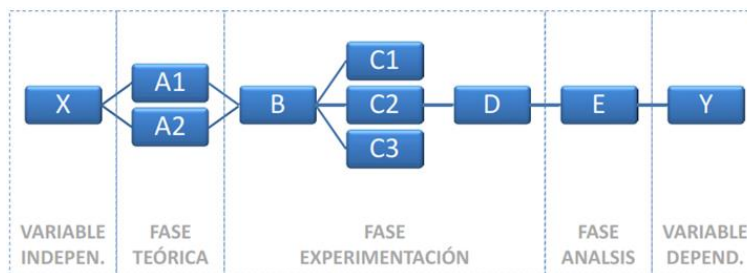 X
A1
A2
B
C1
C2
C3
D
E
Y
VARIABLE
INDEPEN.
FASE
TEÓRICA
FASE
EXPERIMENTACIÓN
FASE
ANALSIS
VARIABLE
DEPEND.